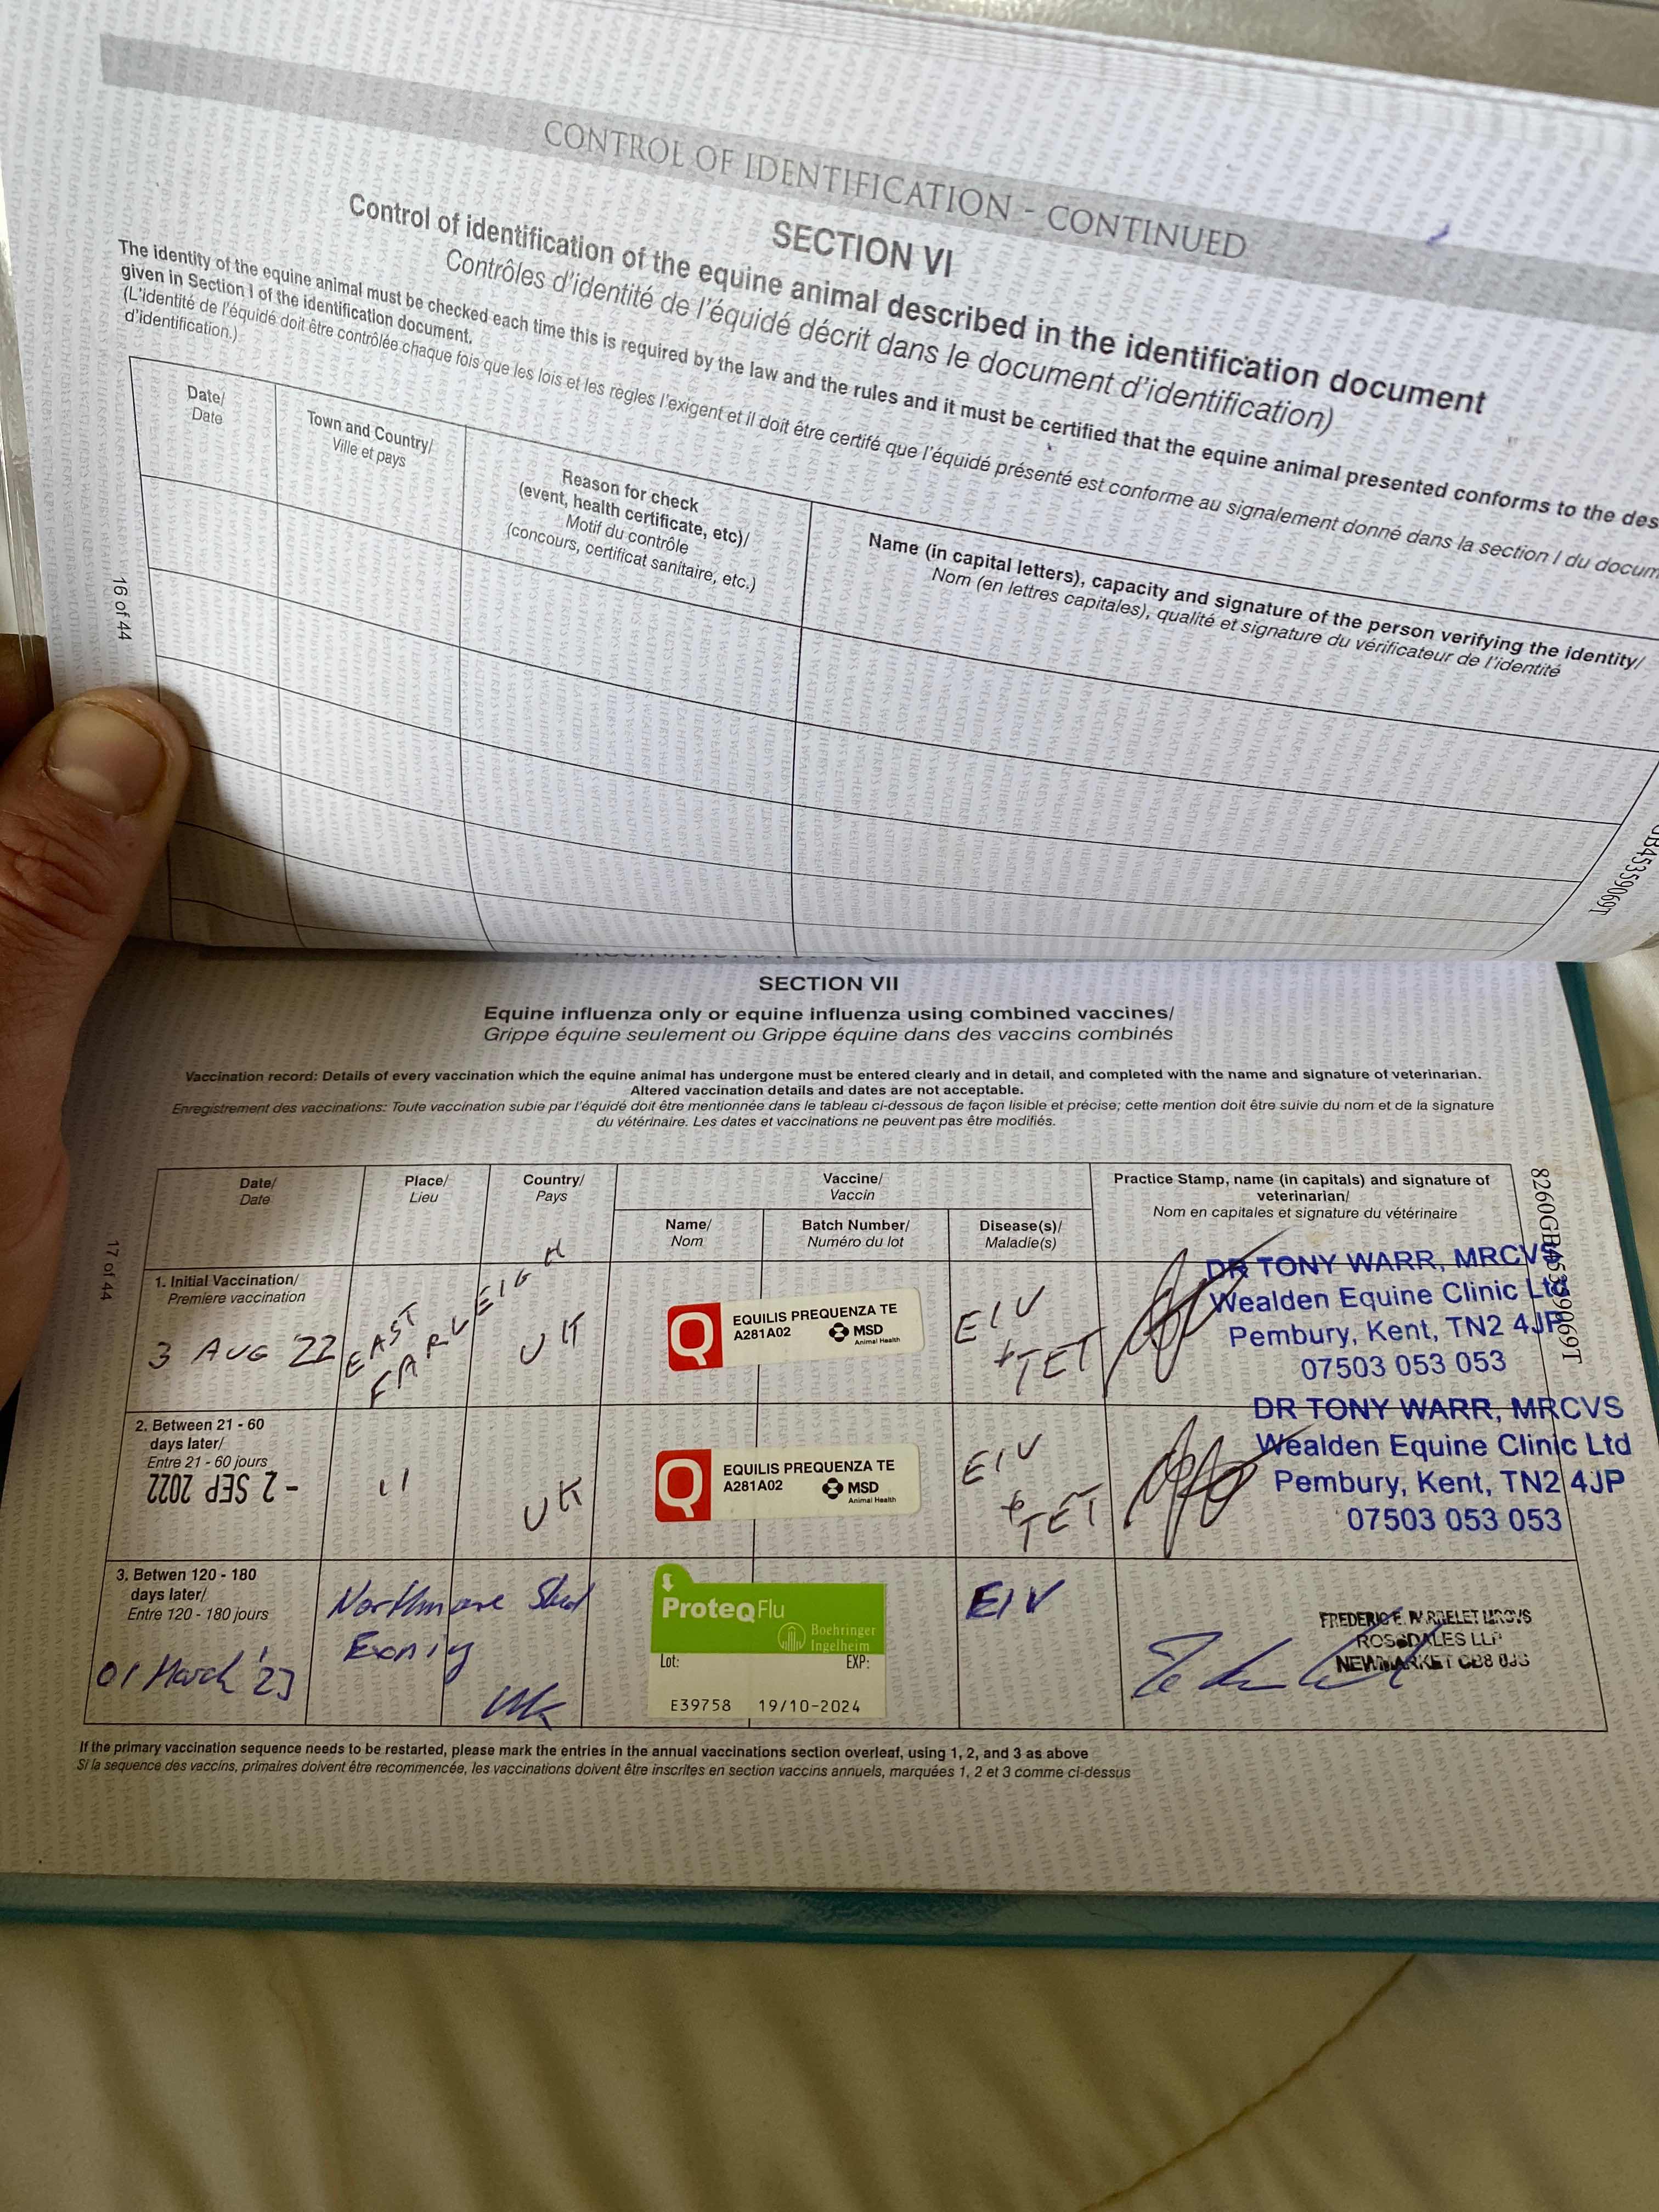 CONTROL OF IDENTIFICATION - CONTINUED
SECTION VI
Control of identification of the equine animal described in the identification document
Contrôles d'identité de l'équidé décrit dans le document d'identification)
The identity of the equine animal must be checked each time this is required by the law and the rules and it must be certified that the equine animal presented conforms to the des
given in Section I of the identification document.
(L'identité de l'équidé doit être contrôlée chaque fois que les lois et les règles l'exigent et il doit être certifé que l'équidé présenté est conforme au signalement donné dans la section I du docum
d'identification.)
Date/
Date
Town and Country/
Ville et pays
Reason for check
(event, health certificate, etc)/
Motif du contrôle
(concours, certificat sanitaire, etc.)
Name (in capital letters), capacity and signature of the person verifying the identity/
Nom (en lettres capitales), qualité et signature du vérificateur de l'identité
16 of 44
GB45359069T
SECTION VII
Equine influenza only or equine influenza using combined vaccines/
Grippe équine seulement ou Grippe équine dans des vaccins combinés
Vaccination record: Details of every vaccination which the equine animal has undergone must be entered clearly and in detail, and completed with the name and signature of veterinarian.
Altered vaccination details and dates are not acceptable.
Enregistrement des vaccinations: Toute vaccination subie par l'équidé doit être mentionnée dans le tableau ci-dessous de façon lisible et précise; cette mention doit être suivie du nom et de la signature
du vétérinaire. Les dates et vaccinations ne peuvent pas être modifiés.
Date/
Date
Place/
Lieu
Country/
Pays
Vaccine/
Vaccin
Name/
Nom
Batch Number/
Numéro du lot
Disease(s)/
Maladie(s)
Practice Stamp, name (in capitals) and signature of
veterinarian/
Nom en capitales et signature du vétérinaire
17 of 44
8260GB45359069T
1. Initial Vaccination/
Premiere vaccination
3 AUG '22
EAST
FARLEIGH
UK
EQUILIS PREQUENZA TE
A281A02
MSD
Animal Health
EIV
+ TET
DR TONY WARR, MRCVS
Wealden Equine Clinic Ltd
Pembury, Kent, TN2 4JP
07503 053 053
2. Between 21 - 60
days later/
Entre 21 - 60 jours
- 2 SEP 2022
"
UK
EQUILIS PREQUENZA TE
A281A02
MSD
Animal Health
EIV
+ TET
DR TONY WARR, MRCVS
Wealden Equine Clinic Ltd
Pembury, Kent, TN2 4JP
07503 053 053
3. Betwen 120 - 180
days later/
Entre 120 - 180 jours
01 March '23
Northmore Stud
Exning
UK
ProteqFlu
Boehringer
Ingelheim
Lot: EXP:
E39758 19/10-2024
EIV
FREDERIC E. BARRELET MRCVS
ROSSDALES LLP
NEWMARKET CB8 0JS
If the primary vaccination sequence needs to be restarted, please mark the entries in the annual vaccinations section overleaf, using 1, 2, and 3 as above
Si la sequence des vaccins, primaires doivent être recommencée, les vaccinations doivent être inscrites en section vaccins annuels, marquées 1, 2 et 3 comme ci-dessus